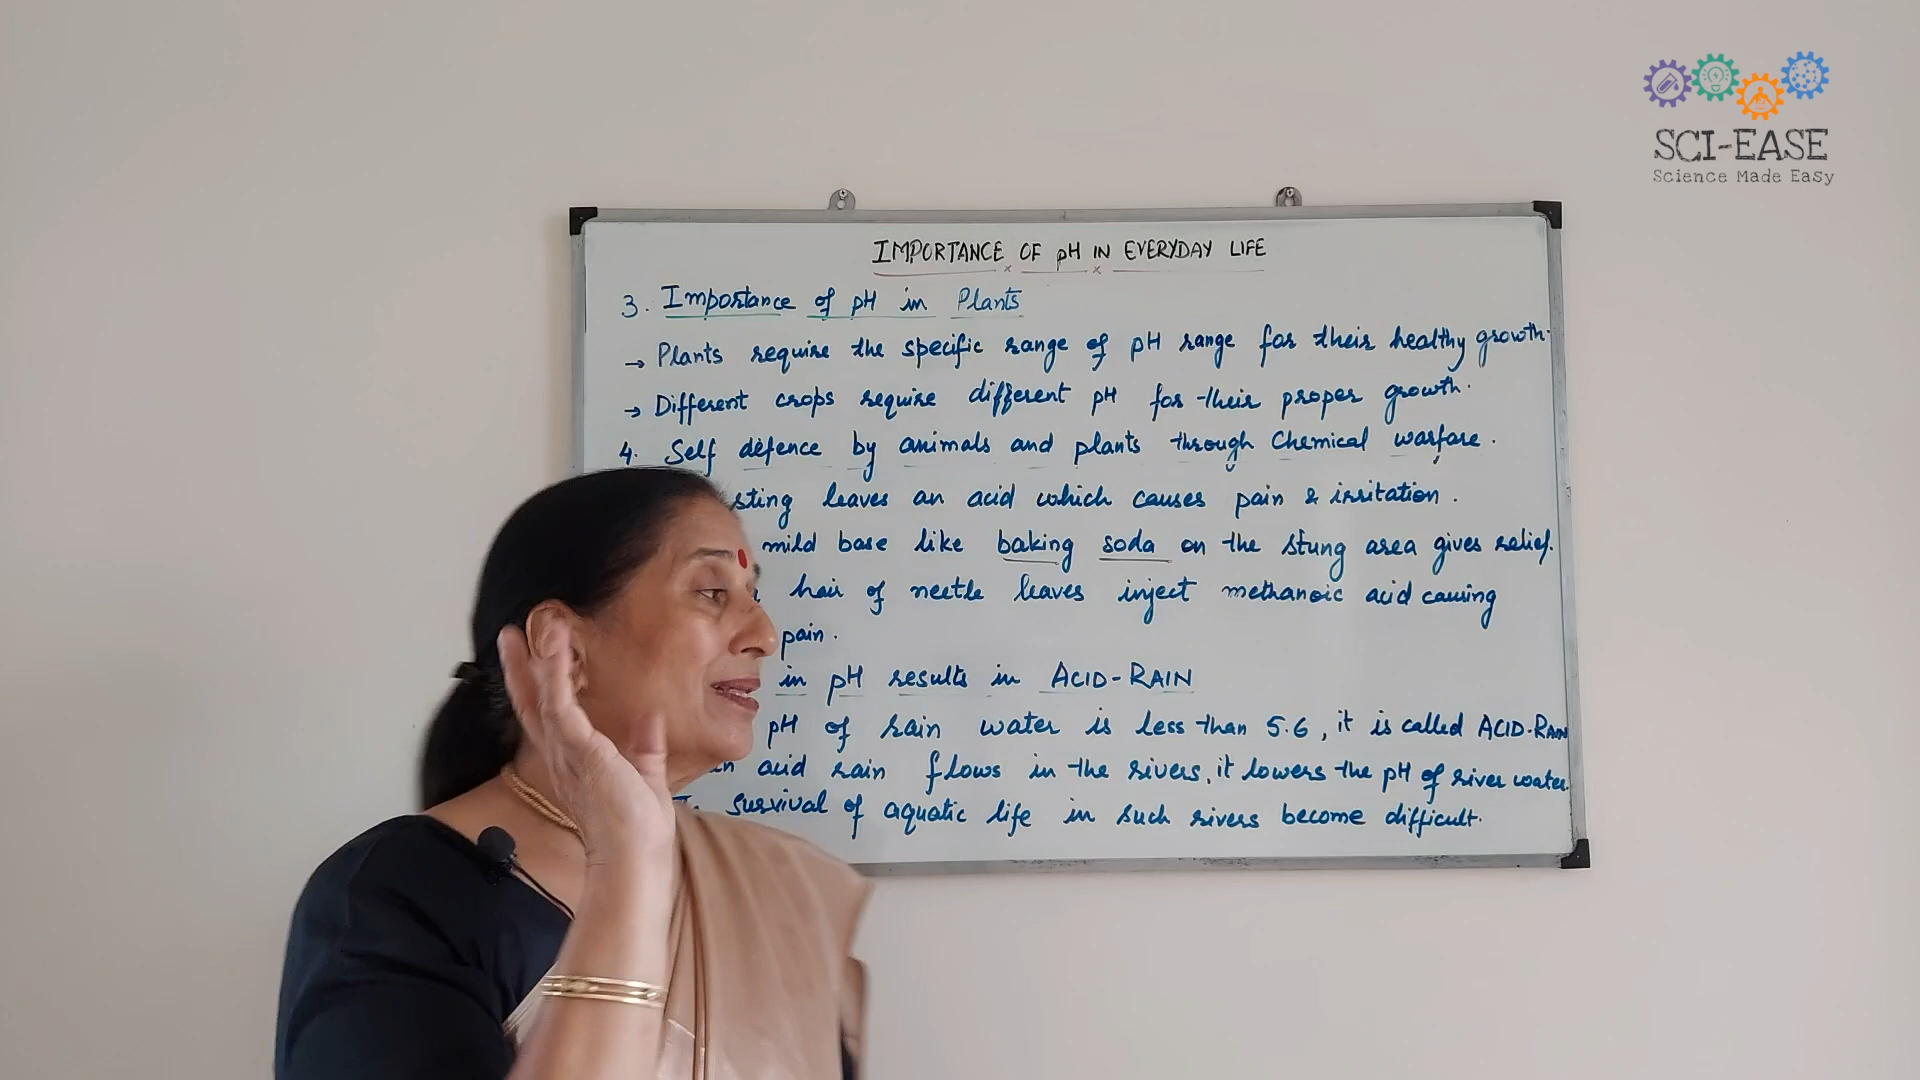 SCI-EASE
Science Made Easy
IMPORTANCE OF pH IN EVERYDAY LIFE
3. Importance of pH in Plants
→ Plants require the specific range of pH range for their healthy growth.
→ Different crops require different pH for their proper growth.
4. Self defence by animals and plants through Chemical warfare.
sting leaves an acid which causes pain & irritation.
mild base like baking soda on the stung area gives relief.
hair of neetle leaves inject methanoic acid causing
pain.
in pH results in ACID-RAIN
pH of rain water is less than 5.6, it is called ACID-RAIN
acid rain flows in the rivers, it lowers the pH of river water.
survival of aquatic life in such rivers become difficult.